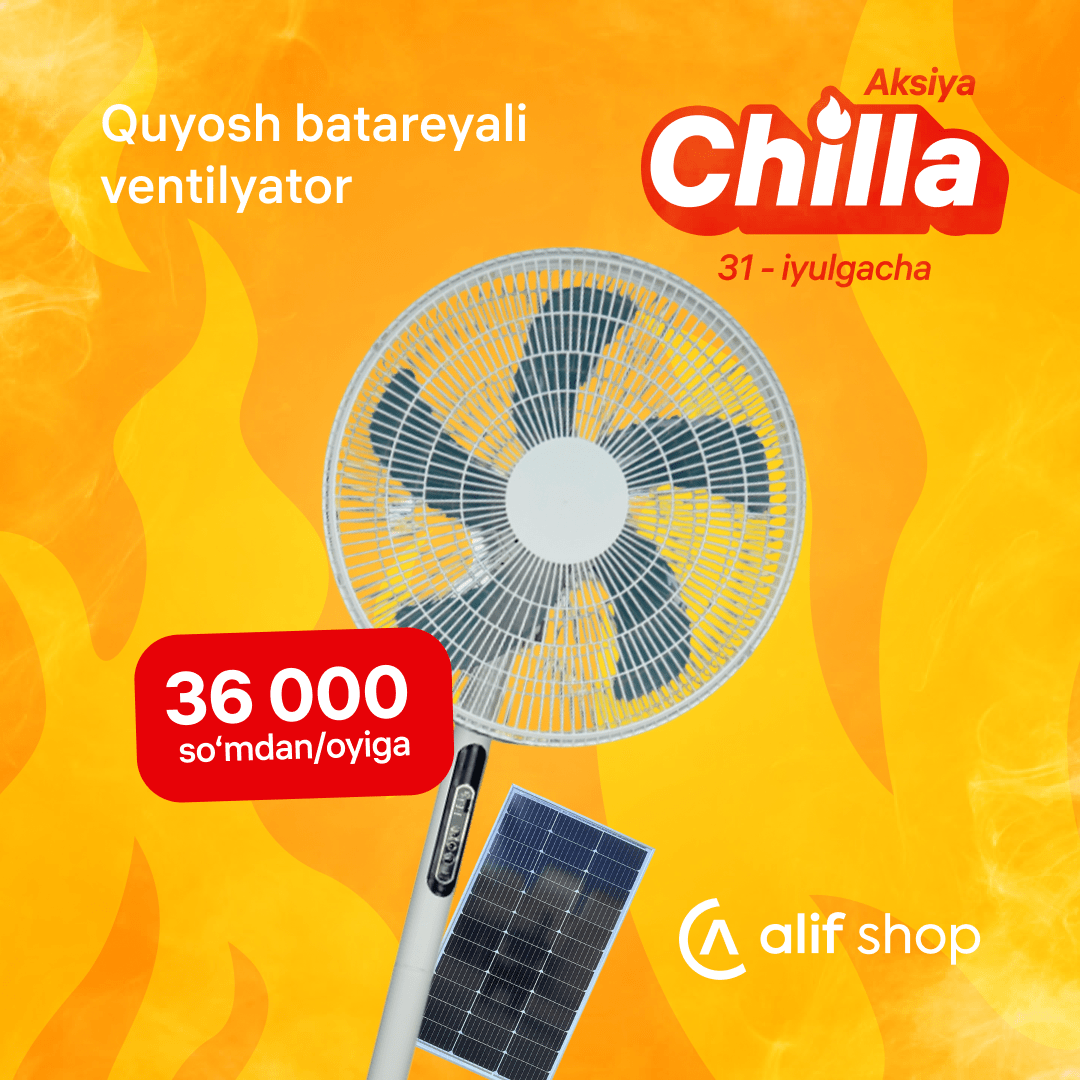 Quyosh batareyali
ventilyator
Aksiya
Chilla
31 - iyulgacha
36 000
so‘mdan/oyiga
alif shop